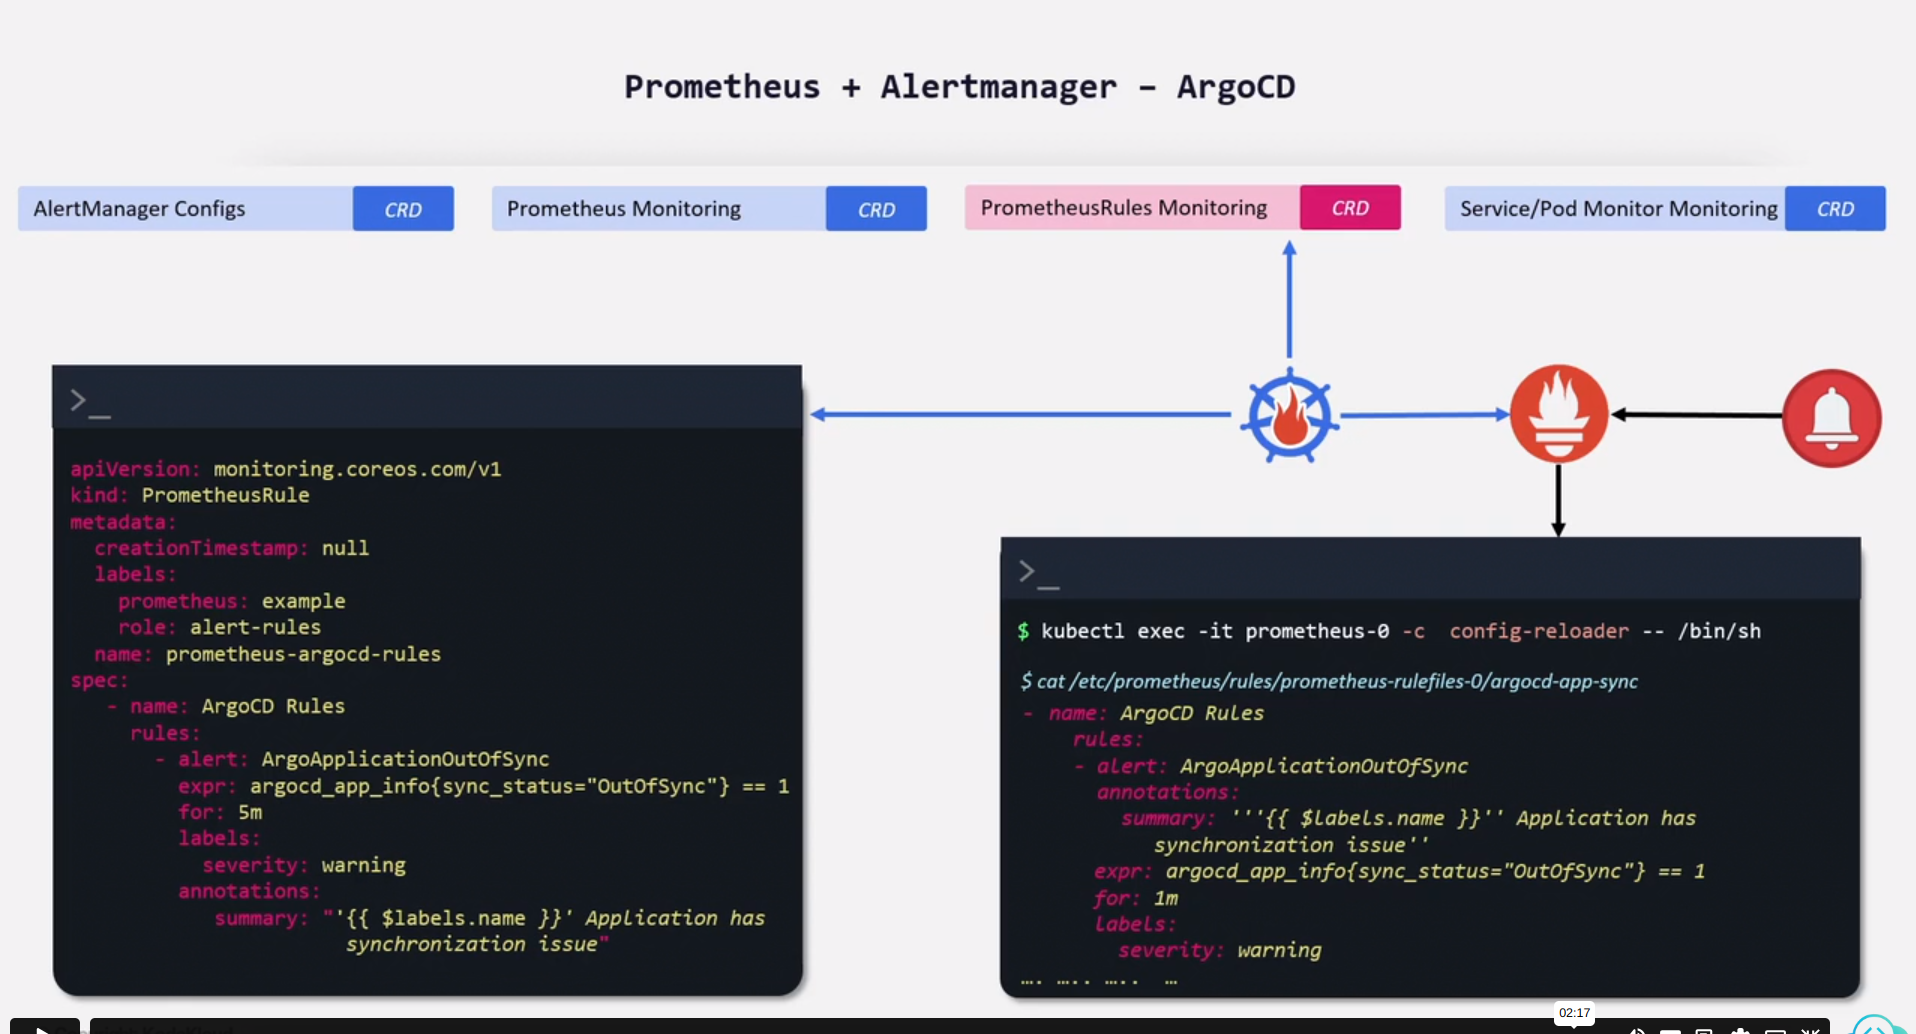 Prometheus + Alertmanager – ArgoCD
AlertManager Configs CRD
Prometheus Monitoring CRD
PrometheusRules Monitoring CRD
Service/Pod Monitor Monitoring CRD
>_
apiVersion: monitoring.coreos.com/v1
kind: PrometheusRule
metadata:
creationTimestamp: null
labels:
prometheus: example
role: alert-rules
name: prometheus-argocd-rules
spec:
- name: ArgoCD Rules
rules:
- alert: ArgoApplicationOutOfSync
expr: argocd_app_info{sync_status="OutOfSync"} == 1
for: 5m
labels:
severity: warning
annotations:
summary: "'{{ $labels.name }}' Application has
synchronization issue"
>_
$ kubectl exec -it prometheus-0 -c config-reloader -- /bin/sh
$ cat /etc/prometheus/rules/prometheus-rulefiles-0/argocd-app-sync
- name: ArgoCD Rules
rules:
- alert: ArgoApplicationOutOfSync
annotations:
summary: '''{{ $labels.name }}'' Application has
synchronization issue''
expr: argocd_app_info{sync_status="OutOfSync"} == 1
for: 1m
labels:
severity: warning
…. ….. ….. …
02:17